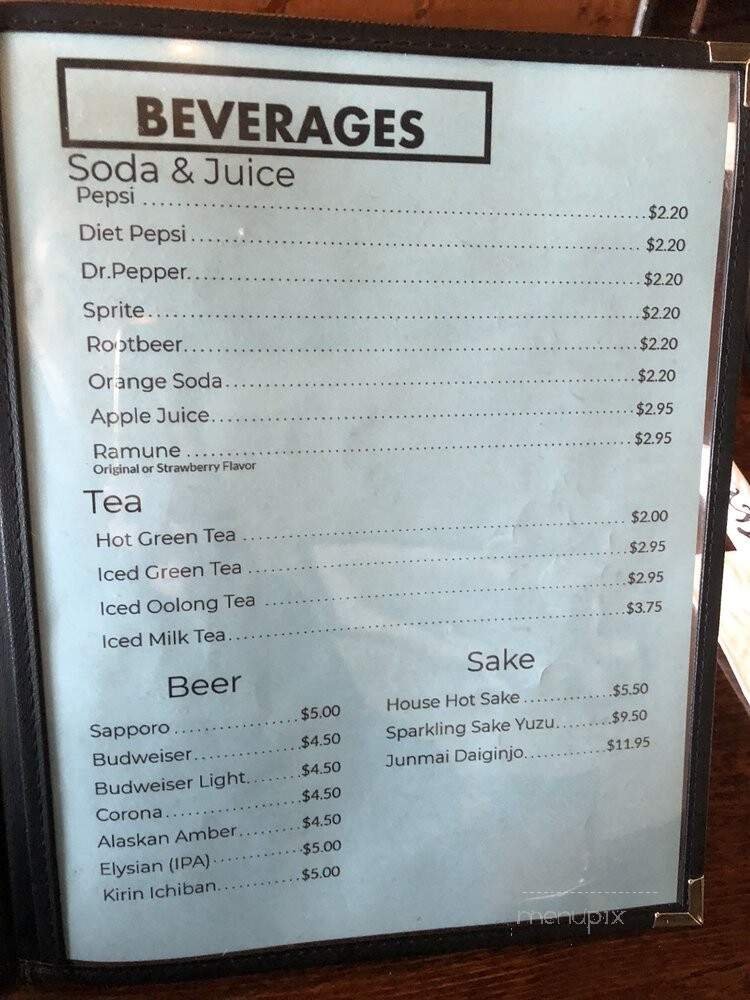 BEVERAGES
Soda & Juice
Pepsi ........ $2.20
Diet Pepsi ........ $2.20
Dr.Pepper ........ $2.20
Sprite ........ $2.20
Rootbeer ........ $2.20
Orange Soda ........ $2.20
Apple Juice ........ $2.95
Ramune ........ $2.95
Original or Strawberry Flavor
Tea
Hot Green Tea ........ $2.00
Iced Green Tea ........ $2.95
Iced Oolong Tea ........ $2.95
Iced Milk Tea ........ $3.75
Beer
Sapporo ........ $5.00
Budweiser ........ $4.50
Budweiser Light ........ $4.50
Corona ........ $4.50
Alaskan Amber ........ $4.50
Elysian (IPA) ........ $5.00
Kirin Ichiban ........ $5.00
Sake
House Hot Sake ........ $5.50
Sparkling Sake Yuzu ........ $9.50
Junmai Daiginjo ........ $11.95
menupix